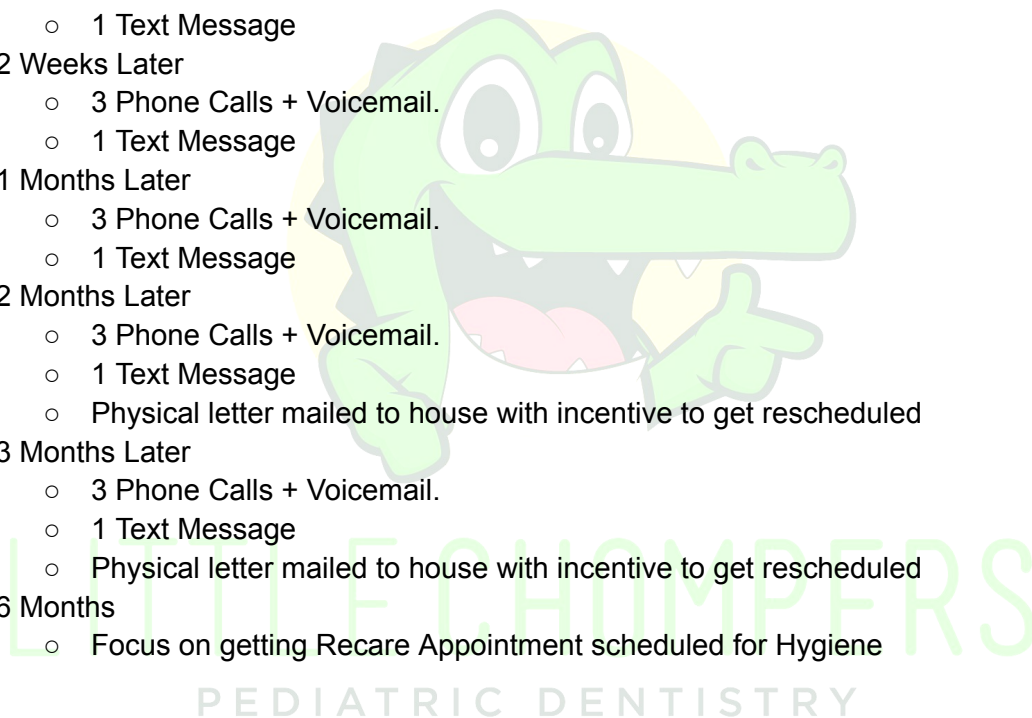 ○ 1 Text Message
2 Weeks Later
○ 3 Phone Calls + Voicemail.
○ 1 Text Message
1 Months Later
○ 3 Phone Calls + Voicemail.
○ 1 Text Message
2 Months Later
○ 3 Phone Calls + Voicemail.
○ 1 Text Message
○ Physical letter mailed to house with incentive to get rescheduled
3 Months Later
○ 3 Phone Calls + Voicemail.
○ 1 Text Message
○ Physical letter mailed to house with incentive to get rescheduled
6 Months
○ Focus on getting Recare Appointment scheduled for Hygiene
LITTLE CHOMPERS
PEDIATRIC DENTISTRY